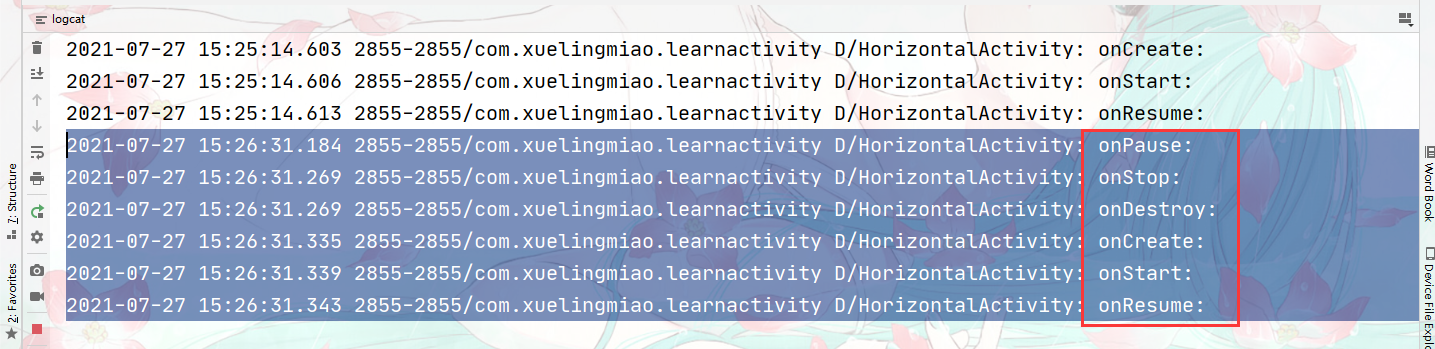 logcat
2021-07-27 15:25:14.603 2855-2855/com.xuelingmiao.learnactivity D/HorizontalActivity: onCreate:
2021-07-27 15:25:14.606 2855-2855/com.xuelingmiao.learnactivity D/HorizontalActivity: onStart:
2021-07-27 15:25:14.613 2855-2855/com.xuelingmiao.learnactivity D/HorizontalActivity: onResume:
2021-07-27 15:26:31.184 2855-2855/com.xuelingmiao.learnactivity D/HorizontalActivity: onPause:
2021-07-27 15:26:31.269 2855-2855/com.xuelingmiao.learnactivity D/HorizontalActivity: onStop:
2021-07-27 15:26:31.269 2855-2855/com.xuelingmiao.learnactivity D/HorizontalActivity: onDestroy:
2021-07-27 15:26:31.335 2855-2855/com.xuelingmiao.learnactivity D/HorizontalActivity: onCreate:
2021-07-27 15:26:31.339 2855-2855/com.xuelingmiao.learnactivity D/HorizontalActivity: onStart:
2021-07-27 15:26:31.343 2855-2855/com.xuelingmiao.learnactivity D/HorizontalActivity: onResume:
7: Structure
2: Favorites
Word Book
Device File Explo